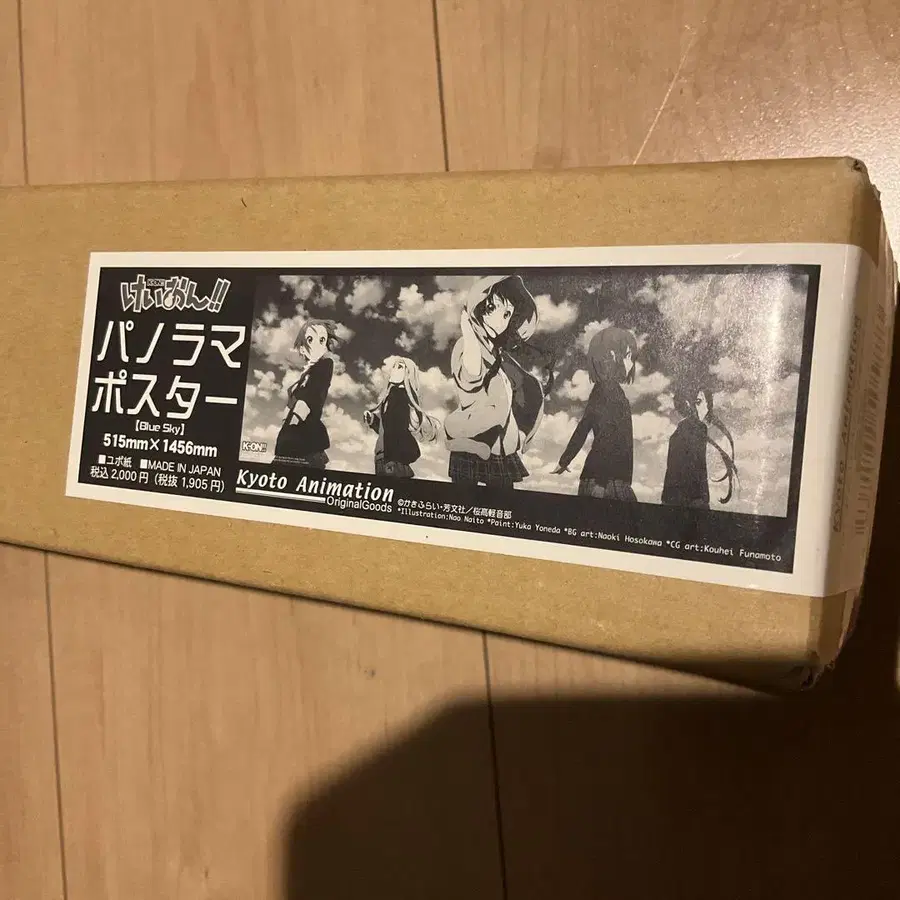 けいおん!!
パノラマ
ポスター
【Blue Sky】
515mm×1456mm
■ユポ紙 ■MADE IN JAPAN
税込 2,000円 (税抜 1,905円)
K-ON!!
Kyoto Animation
OriginalGoods
©かきふらい・芳文社/桜高軽音部
*Illustration:Nao Naito *Paint:Yuka Yoneda *BG art:Naoki Hosokawa *CG art:Kouhei Funamoto